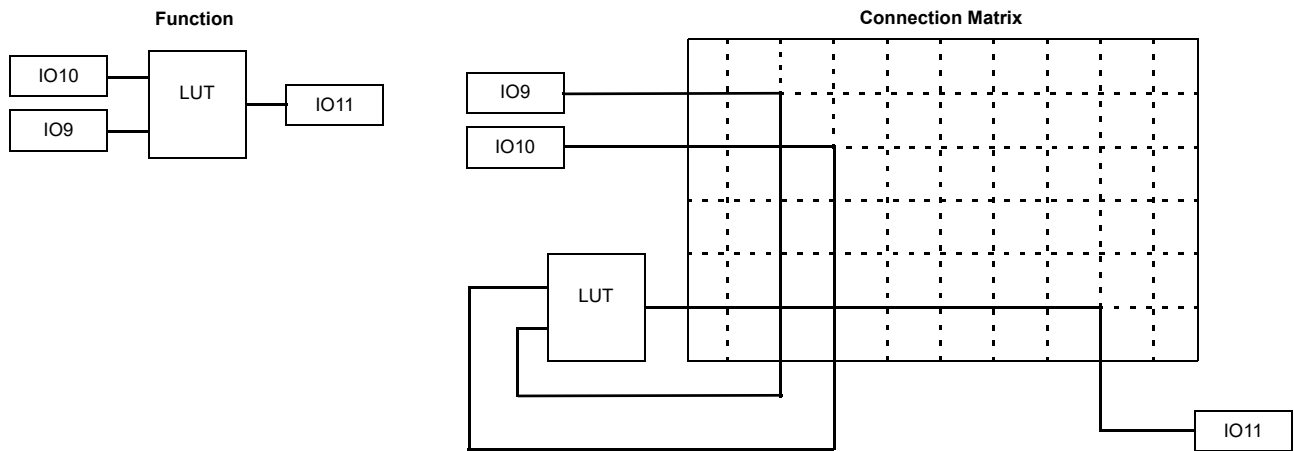 Function
IO10
IO9
LUT
IO11
Connection Matrix
IO9
IO10
LUT
IO11